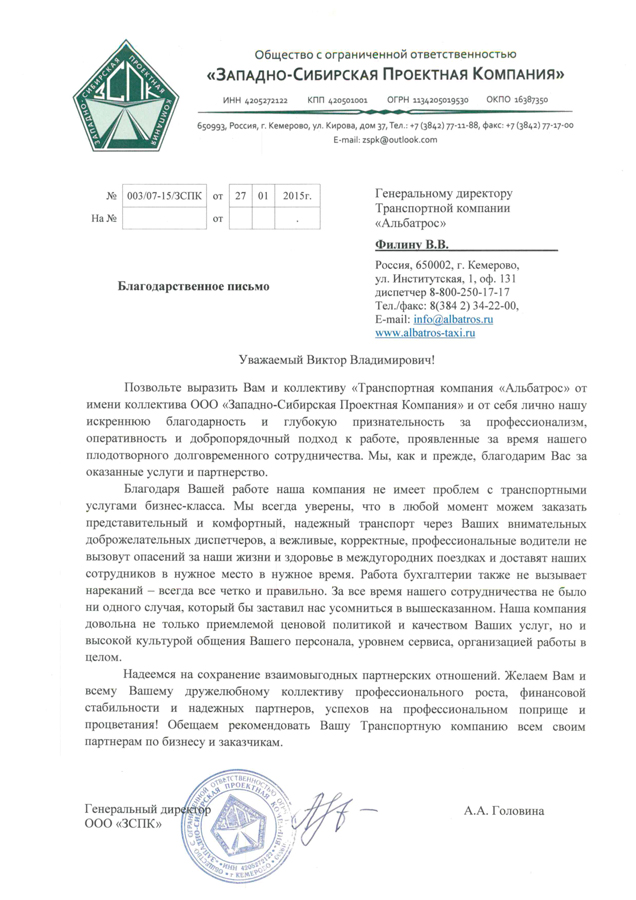 ЗСПК
ЗАПАДНО-СИБИРСКАЯ ПРОЕКТНАЯ КОМПАНИЯ
Общество с ограниченной ответственностью
«ЗАПАДНО-СИБИРСКАЯ ПРОЕКТНАЯ КОМПАНИЯ»
ИНН 4205272122 КПП 420501001 ОГРН 1134205019530 ОКПО 16387350
650993, Россия, г. Кемерово, ул. Кирова, дом 37, Тел.: +7 (3842) 77-11-88, факс: +7 (3842) 77-17-00
E-mail: zspk@outlook.com
№ 003/07-15/ЗСПК от 27 01 2015г.
На № от .
Генеральному директору
Транспортной компании
«Альбатрос»
Филину В.В.
Россия, 650002, г. Кемерово,
ул. Институтская, 1, оф. 131
диспетчер 8-800-250-17-17
Тел./факс: 8(384 2) 34-22-00,
E-mail: info@albatros.ru
www.albatros-taxi.ru
Благодарственное письмо
Уважаемый Виктор Владимирович!
Позвольте выразить Вам и коллективу «Транспортная компания «Альбатрос» от
имени коллектива ООО «Западно-Сибирская Проектная Компания» и от себя лично нашу
искреннюю благодарность и глубокую признательность за профессионализм,
оперативность и добропорядочный подход к работе, проявленные за время нашего
плодотворного долговременного сотрудничества. Мы, как и прежде, благодарим Вас за
оказанные услуги и партнерство.
Благодаря Вашей работе наша компания не имеет проблем с транспортными
услугами бизнес-класса. Мы всегда уверены, что в любой момент можем заказать
представительный и комфортный, надежный транспорт через Ваших внимательных
доброжелательных диспетчеров, а вежливые, корректные, профессиональные водители не
вызовут опасений за наши жизни и здоровье в междугородних поездках и доставят наших
сотрудников в нужное место в нужное время. Работа бухгалтерии также не вызывает
нареканий – всегда все четко и правильно. За все время нашего сотрудничества не было
ни одного случая, который бы заставил нас усомниться в вышесказанном. Наша компания
довольна не только приемлемой ценовой политикой и качеством Ваших услуг, но и
высокой культурой общения Вашего персонала, уровнем сервиса, организацией работы в
целом.
Надеемся на сохранение взаимовыгодных партнерских отношений. Желаем Вам и
всему Вашему дружелюбному коллективу профессионального роста, финансовой
стабильности и надежных партнеров, успехов на профессиональном поприще и
процветания! Обещаем рекомендовать Вашу Транспортную компанию всем своим
партнерам по бизнесу и заказчикам.
Генеральный директор А.А. Головина
ООО «ЗСПК»